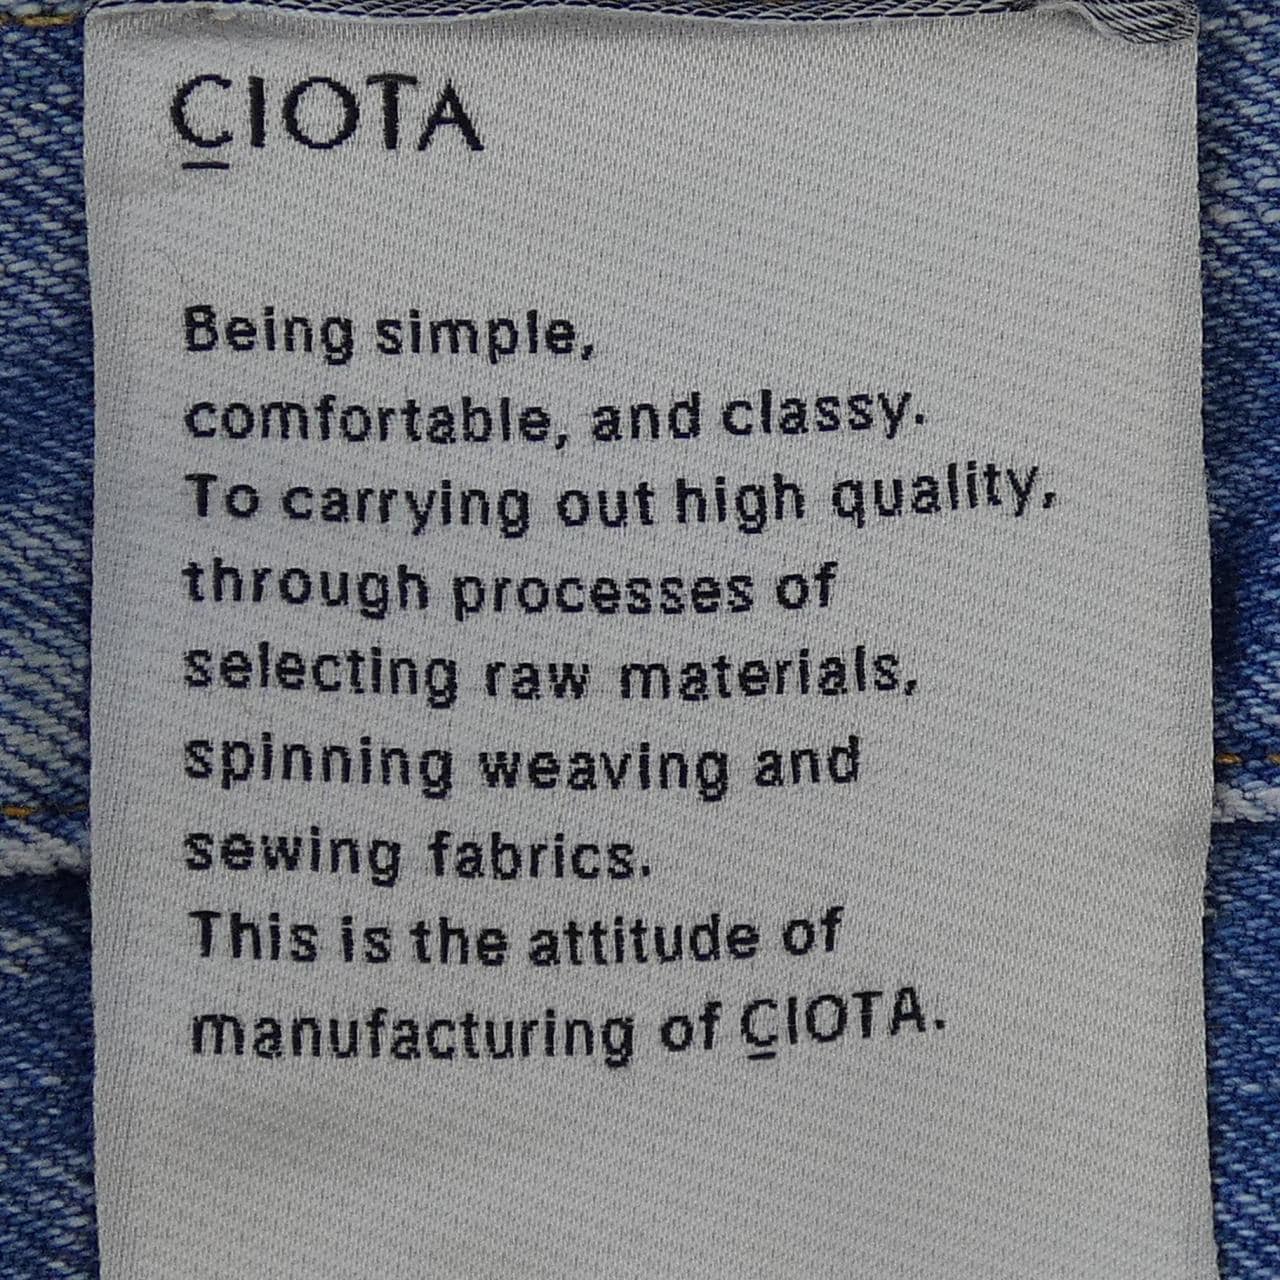 CIOTA
Being simple,
comfortable, and classy.
To carrying out high quality,
through processes of
selecting raw materials,
spinning weaving and
sewing fabrics.
This is the attitude of
manufacturing of CIOTA.